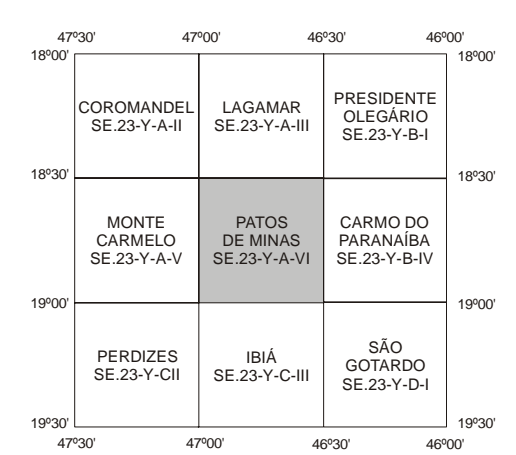 47º30' 47º00' 46º30' 46º00'
18º00' 18º00'
COROMANDEL
SE.23-Y-A-II
LAGAMAR
SE.23-Y-A-III
PRESIDENTE
OLEGÁRIO
SE.23-Y-B-I
18º30' 18º30'
MONTE
CARMELO
SE.23-Y-A-V
PATOS
DE MINAS
SE.23-Y-A-VI
CARMO DO
PARANAÍBA
SE.23-Y-B-IV
19º00' 19º00'
PERDIZES
SE.23-Y-CII
IBIÁ
SE.23-Y-C-III
SÃO
GOTARDO
SE.23-Y-D-I
19º30' 19º30'
47º30' 47º00' 46º30' 46º00'